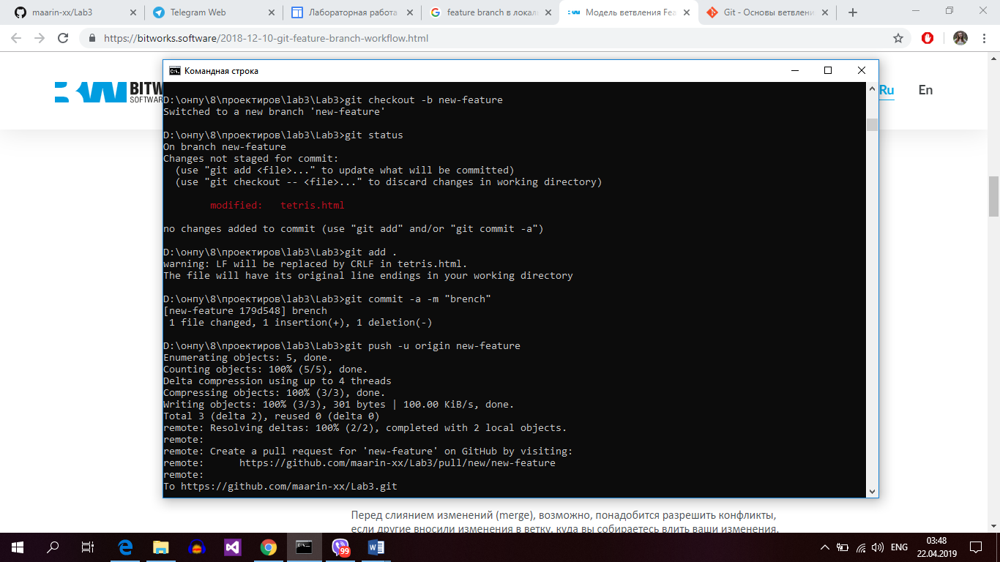 maarin-xx/Lab3
Telegram Web
Лабораторная работа
feature branch в локал
Модель ветвления Fea
Git - Основы ветвлени
https://bitworks.software/2018-12-10-git-feature-branch-workflow.html
BITW
SOFTWAR
Ru
En
Командная строка
D:\онпу\8\проектиров\lab3\Lab3>git checkout -b new-feature
Switched to a new branch 'new-feature'
D:\онпу\8\проектиров\lab3\Lab3>git status
On branch new-feature
Changes not staged for commit:
(use "git add <file>..." to update what will be committed)
(use "git checkout -- <file>..." to discard changes in working directory)
modified:   tetris.html
no changes added to commit (use "git add" and/or "git commit -a")
D:\онпу\8\проектиров\lab3\Lab3>git add .
warning: LF will be replaced by CRLF in tetris.html.
The file will have its original line endings in your working directory
D:\онпу\8\проектиров\lab3\Lab3>git commit -a -m "brench"
[new-feature 179d548] brench
1 file changed, 1 insertion(+), 1 deletion(-)
D:\онпу\8\проектиров\lab3\Lab3>git push -u origin new-feature
Enumerating objects: 5, done.
Counting objects: 100% (5/5), done.
Delta compression using up to 4 threads
Compressing objects: 100% (3/3), done.
Writing objects: 100% (3/3), 301 bytes | 100.00 KiB/s, done.
Total 3 (delta 2), reused 0 (delta 0)
remote: Resolving deltas: 100% (2/2), completed with 2 local objects.
remote:
remote: Create a pull request for 'new-feature' on GitHub by visiting:
remote:      https://github.com/maarin-xx/Lab3/pull/new/new-feature
remote:
To https://github.com/maarin-xx/Lab3.git
Перед слиянием изменений (merge), возможно, понадобится разрешить конфликты,
если другие вносили изменения в ветку, куда вы собираетесь влить ваши изменения.
99
ENG
03:48
22.04.2019